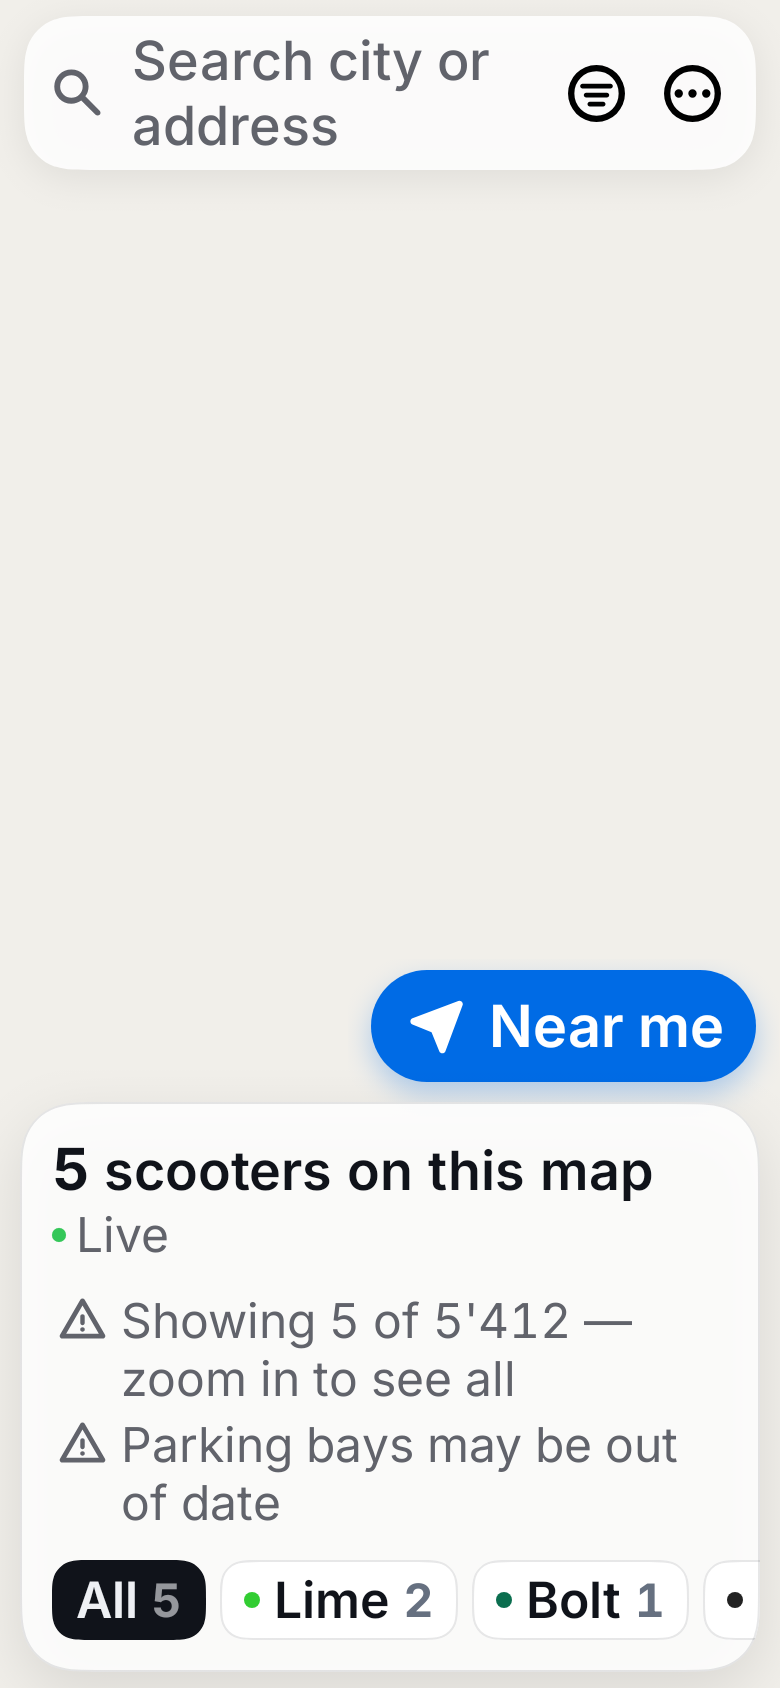 Search city or
address
Near me
5 scooters on this map
Live
Showing 5 of 5'412 —
zoom in to see all
Parking bays may be out
of date
All 5 Lime 2 Bolt 1